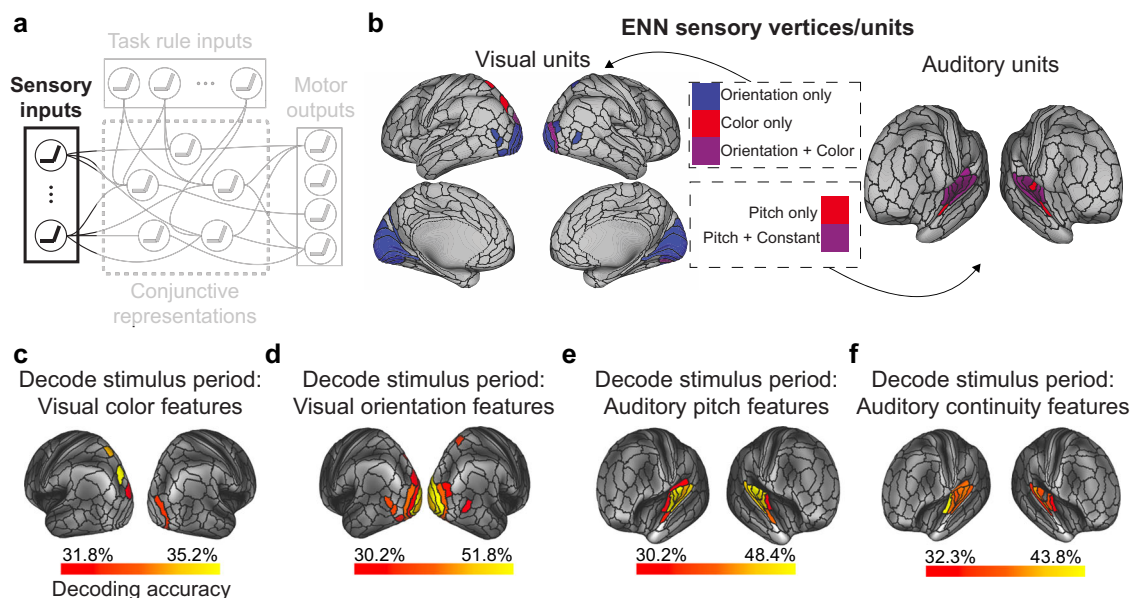 a
Task rule inputs
Sensory
inputs
Motor
outputs
Conjunctive
representations
b
ENN sensory vertices/units
Visual units
Auditory units
Orientation only
Color only
Orientation + Color
Pitch only
Pitch + Constant
c
Decode stimulus period:
Visual color features
31.8%
35.2%
Decoding accuracy
d
Decode stimulus period:
Visual orientation features
30.2%
51.8%
e
Decode stimulus period:
Auditory pitch features
30.2%
48.4%
f
Decode stimulus period:
Auditory continuity features
32.3%
43.8%